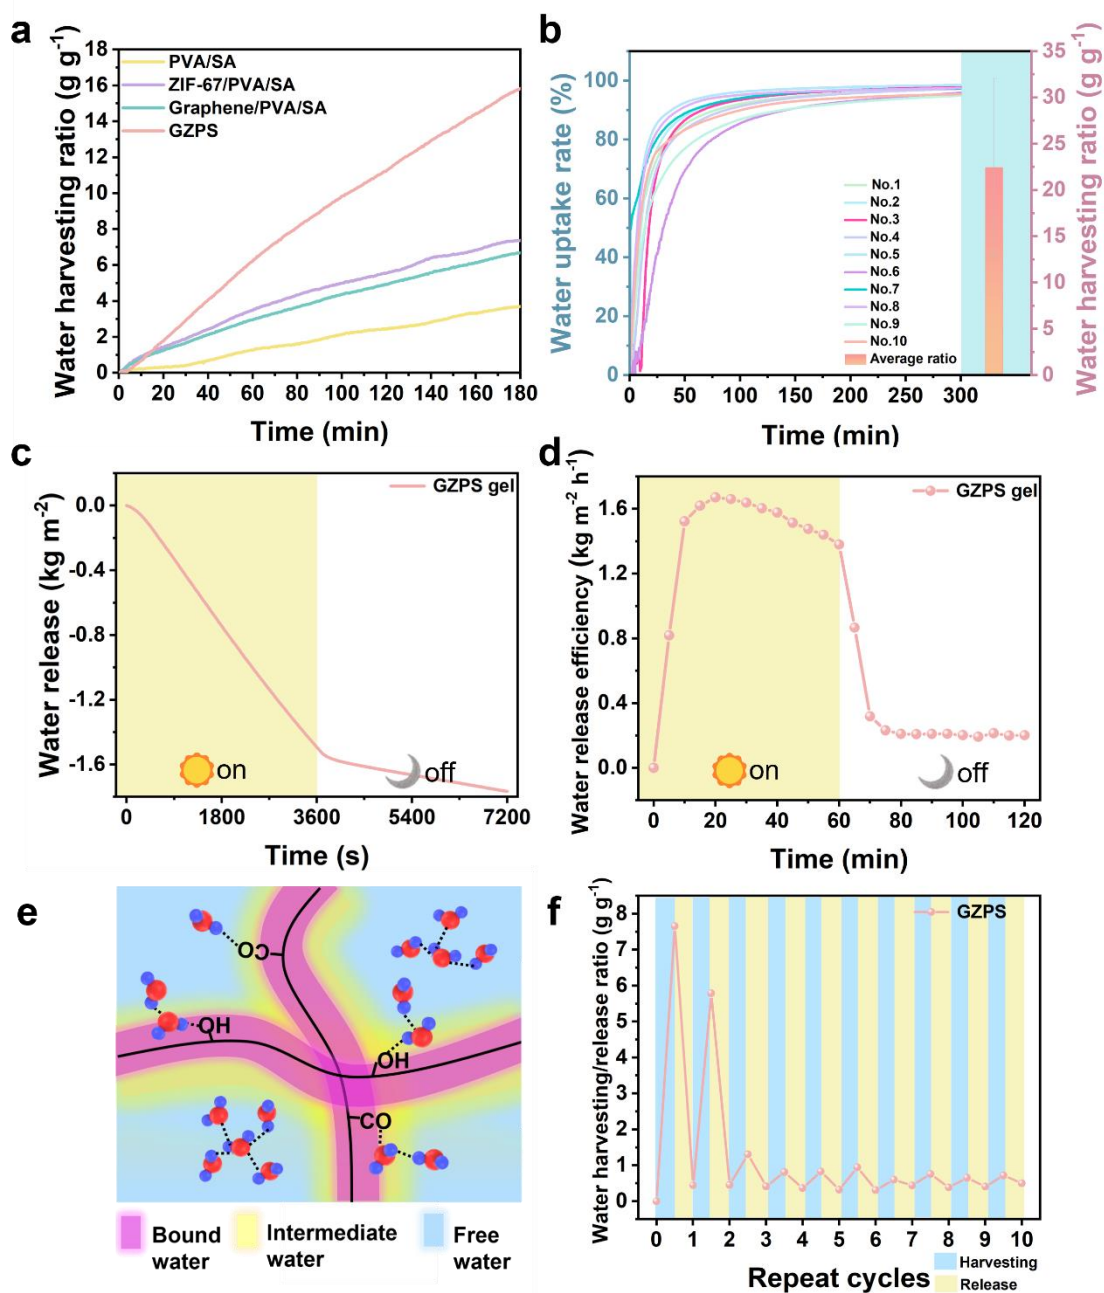 a
Water harvesting ratio (g g⁻¹)
18
16
14
12
10
8
6
4
2
0
PVA/SA
ZIF-67/PVA/SA
Graphene/PVA/SA
GZPS
0 20 40 60 80 100 120 140 160 180
Time (min)
b
Water uptake rate (%)
100
80
60
40
20
0
No.1
No.2
No.3
No.4
No.5
No.6
No.7
No.8
No.9
No.10
Average ratio
35
30
25
20
15
10
5
0
Water harvesting ratio (g g⁻¹)
0 50 100 150 200 250 300
Time (min)
c
Water release (kg m⁻²)
0.0
-0.4
-0.8
-1.2
-1.6
GZPS gel
on
off
0 1800 3600 5400 7200
Time (s)
d
Water release efficiency (kg m⁻² h⁻¹)
1.6
1.2
0.8
0.4
0.0
GZPS gel
on
off
0 20 40 60 80 100 120
Time (min)
e
CO
OH
OH
CO
Bound water
Intermediate water
Free water
f
Water harvesting/release ratio (g g⁻¹)
8
7
6
5
4
3
2
1
0
GZPS
0 1 2 3 4 5 6 7 8 9 10
Repeat cycles
Harvesting
Release